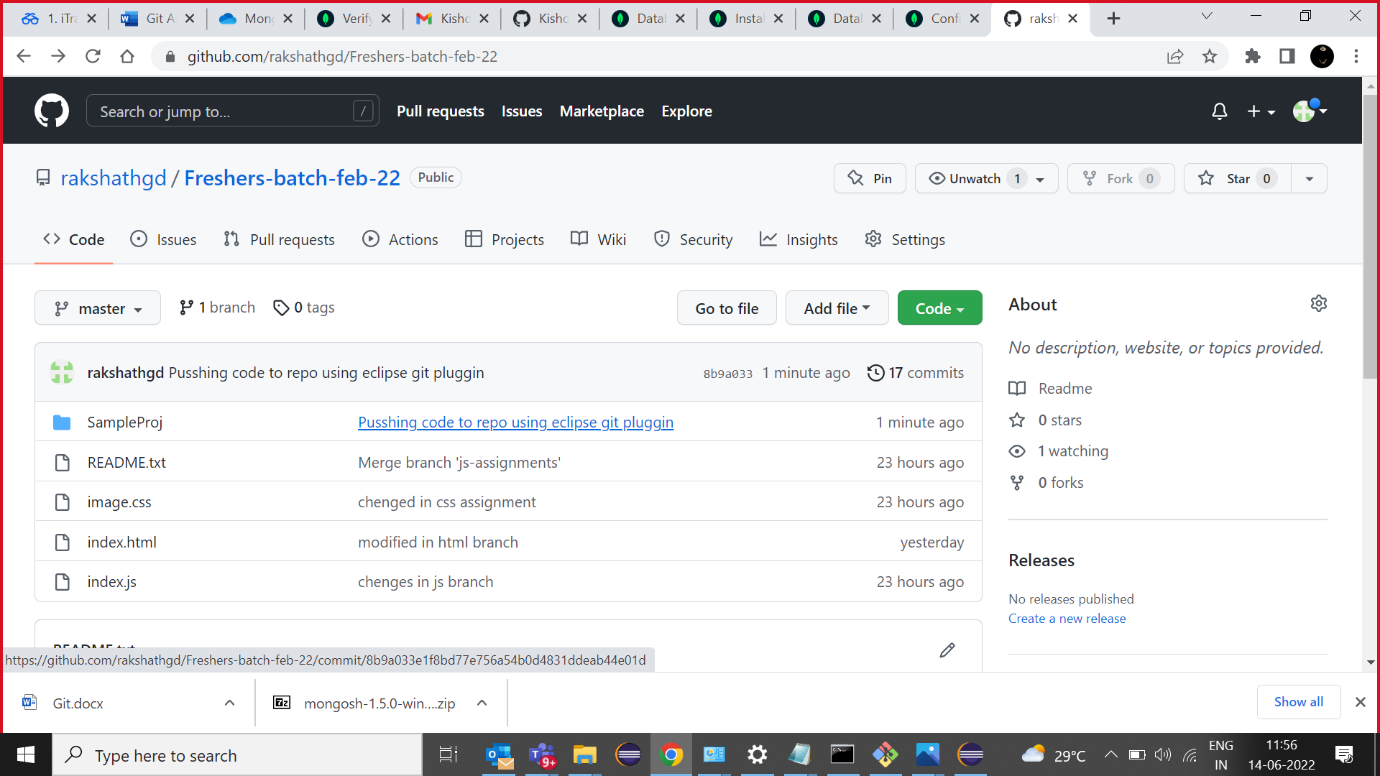 1. iTra
Git A
Mon
Verify
Kisho
Kisho
Datal
Instal
Datal
Confi
raksh
github.com/rakshathgd/Freshers-batch-feb-22
Search or jump to... /
Pull requests Issues Marketplace Explore
rakshathgd / Freshers-batch-feb-22 Public
Pin
Unwatch 1
Fork 0
Star 0
Code Issues Pull requests Actions Projects Wiki Security Insights Settings
master 1 branch 0 tags
Go to file Add file Code
rakshathgd Pusshing code to repo using eclipse git pluggin 8b9a033 1 minute ago 17 commits
SampleProj Pusshing code to repo using eclipse git pluggin 1 minute ago
README.txt Merge branch 'js-assignments' 23 hours ago
image.css chenged in css assignment 23 hours ago
index.html modified in html branch yesterday
index.js chenges in js branch 23 hours ago
About
No description, website, or topics provided.
Readme
0 stars
1 watching
0 forks
Releases
No releases published
Create a new release
README.txt
https://github.com/rakshathgd/Freshers-batch-feb-22/commit/8b9a033e1f8bd77e756a54b0d4831ddeab44e01d
Git.docx
mongosh-1.5.0-win....zip
Show all
Type here to search
9+
29°C
ENG
IN
11:56
14-06-2022